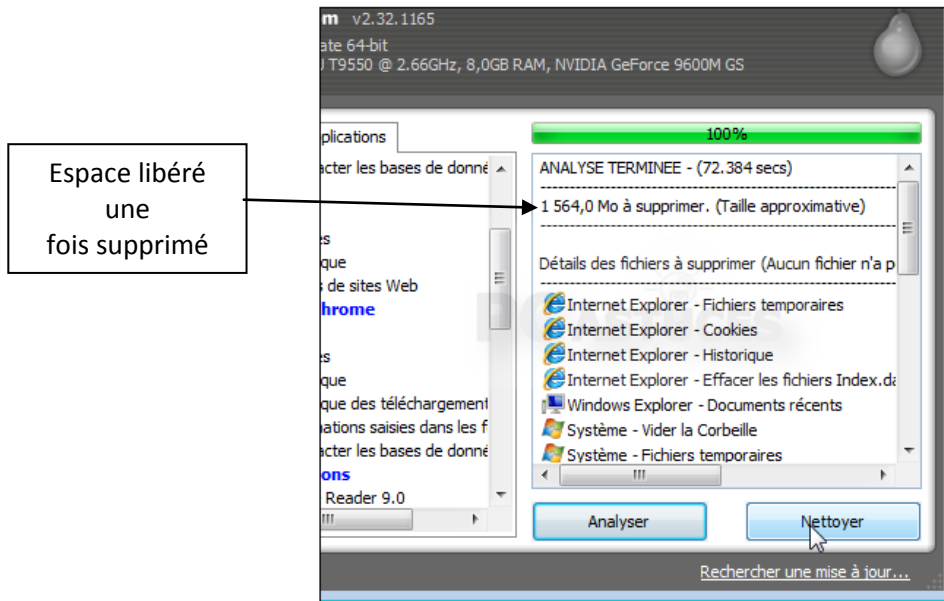 m v2.32.1165
ate 64-bit
T9550 @ 2.66GHz, 8,0GB RAM, NVIDIA GeForce 9600M GS
Espace libéré
une
fois supprimé
plications
acter les bases de donné
es
que
s de sites Web
hrome
es
que
que des téléchargement
nations saisies dans les f
acter les bases de donné
ons
Reader 9.0
100%
ANALYSE TERMINEE - (72.384 secs)
1 564,0 Mo à supprimer. (Taille approximative)
Détails des fichiers à supprimer (Aucun fichier n'a p
Internet Explorer - Fichiers temporaires
Internet Explorer - Cookies
Internet Explorer - Historique
Internet Explorer - Effacer les fichiers Index.da
Windows Explorer - Documents récents
Système - Vider la Corbeille
Système - Fichiers temporaires
PC ASTUCES
Analyser
Nettoyer
Rechercher une mise à jour...